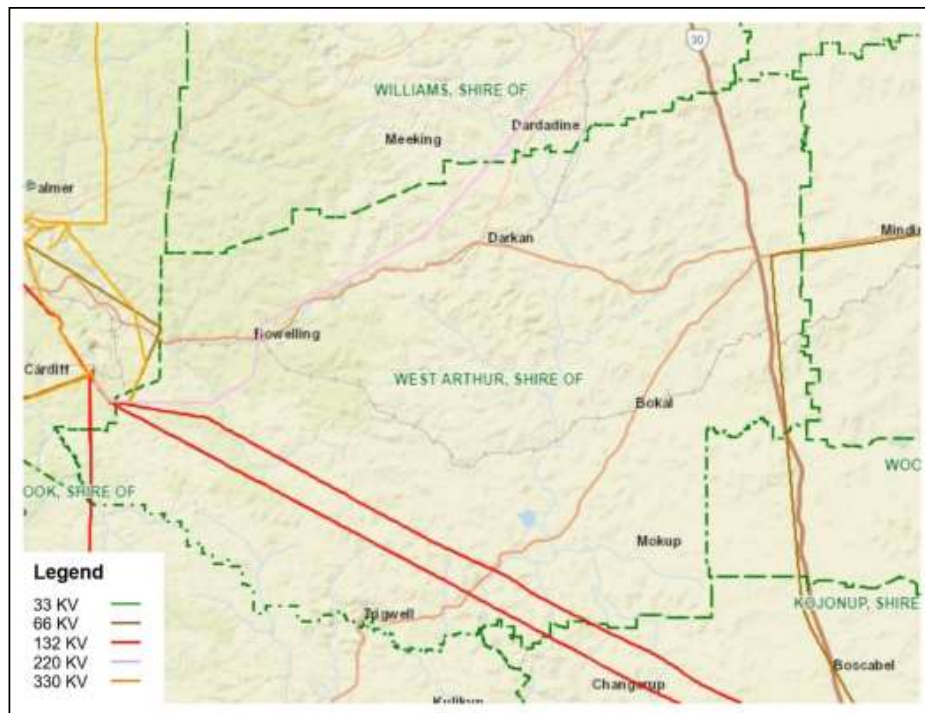 30
WILLIAMS, SHIRE OF
Dardadine
Meeking
Palmer
Darkan
Mindu
Bowelling
Cardiff
WEST ARTHUR, SHIRE OF
Bokal
WOO
OOK, SHIRE OF
Mokup
Legend
33 KV
66 KV
132 KV
220 KV
330 KV
KOJONUP, SHIRE
Boscabel
Changerup
Kulikup